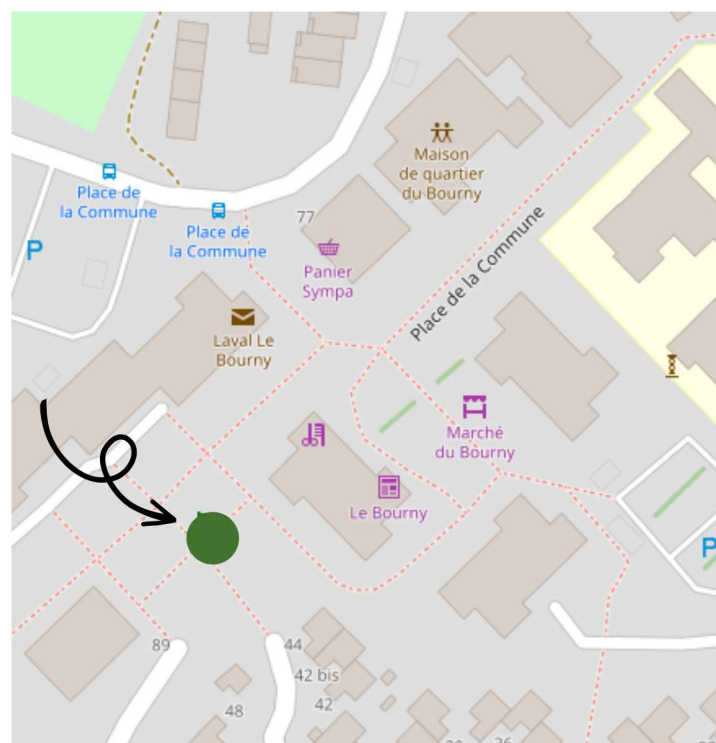 Maison
de quartier
du Bourny
Place de
la Commune
77
Place de
la Commune
P
Panier
Sympa
Place de la Commune
Laval Le
Bourny
Marché
du Bourny
Le Bourny
P
89
44
42 bis
42
48